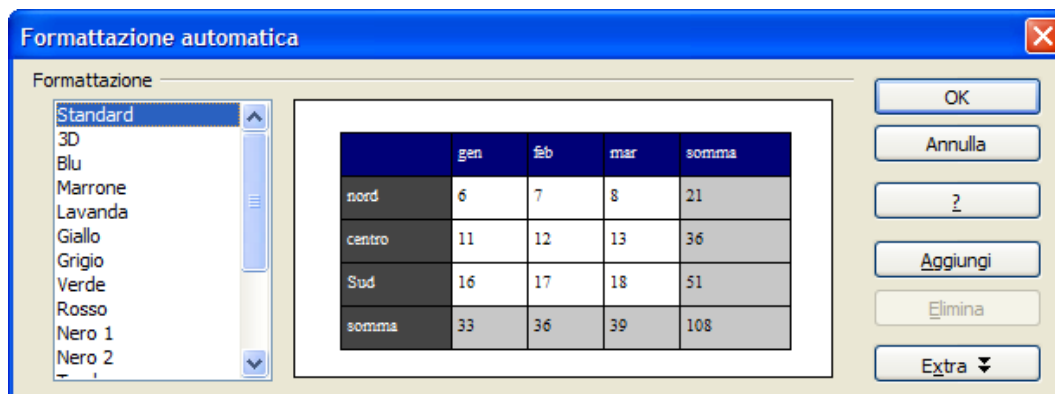 Formattazione automatica
Formattazione
Standard
3D
Blu
Marrone
Lavanda
Giallo
Grigio
Verde
Rosso
Nero 1
Nero 2
gen feb mar somma
nord 6 7 8 21
centro 11 12 13 36
Sud 16 17 18 51
somma 33 36 39 108
OK
Annulla
?
Aggiungi
Elimina
Extra